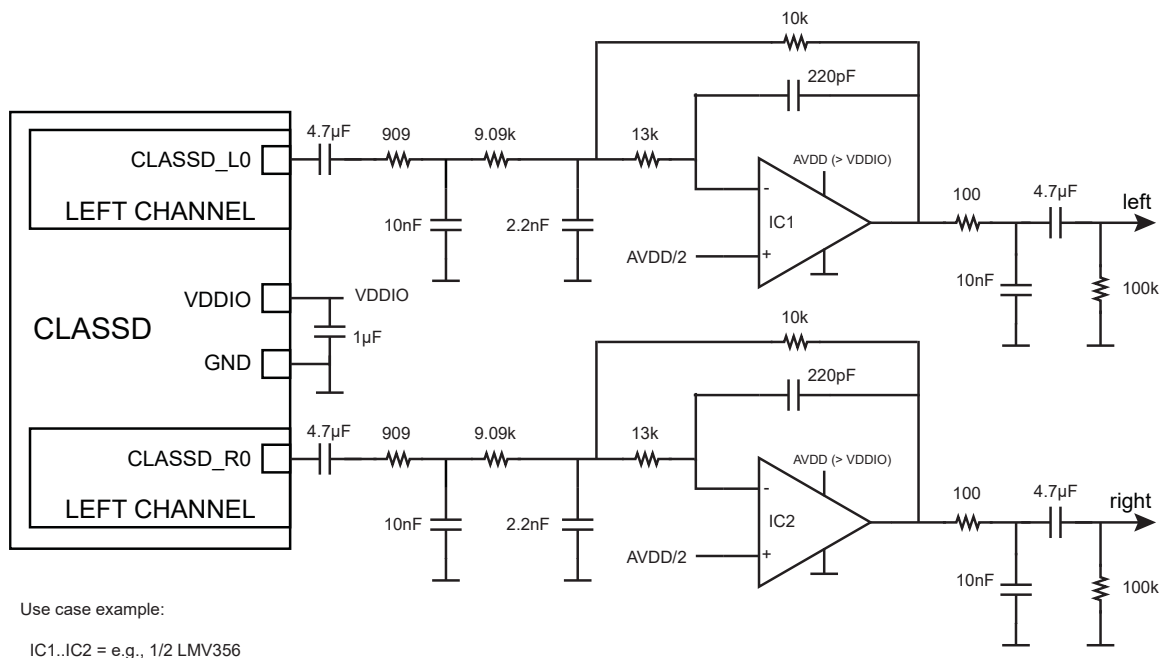 10k
220pF
4.7µF
909
9.09k
13k
CLASSD_L0
LEFT CHANNEL
10nF
2.2nF
AVDD (> VDDIO)
-
IC1
+
AVDD/2
100
4.7µF
left
10nF
100k
VDDIO
VDDIO
CLASSD
1µF
GND
10k
220pF
4.7µF
909
9.09k
13k
CLASSD_R0
LEFT CHANNEL
10nF
2.2nF
AVDD (> VDDIO)
-
IC2
+
AVDD/2
100
4.7µF
right
10nF
100k
Use case example:
IC1..IC2 = e.g., 1/2 LMV356